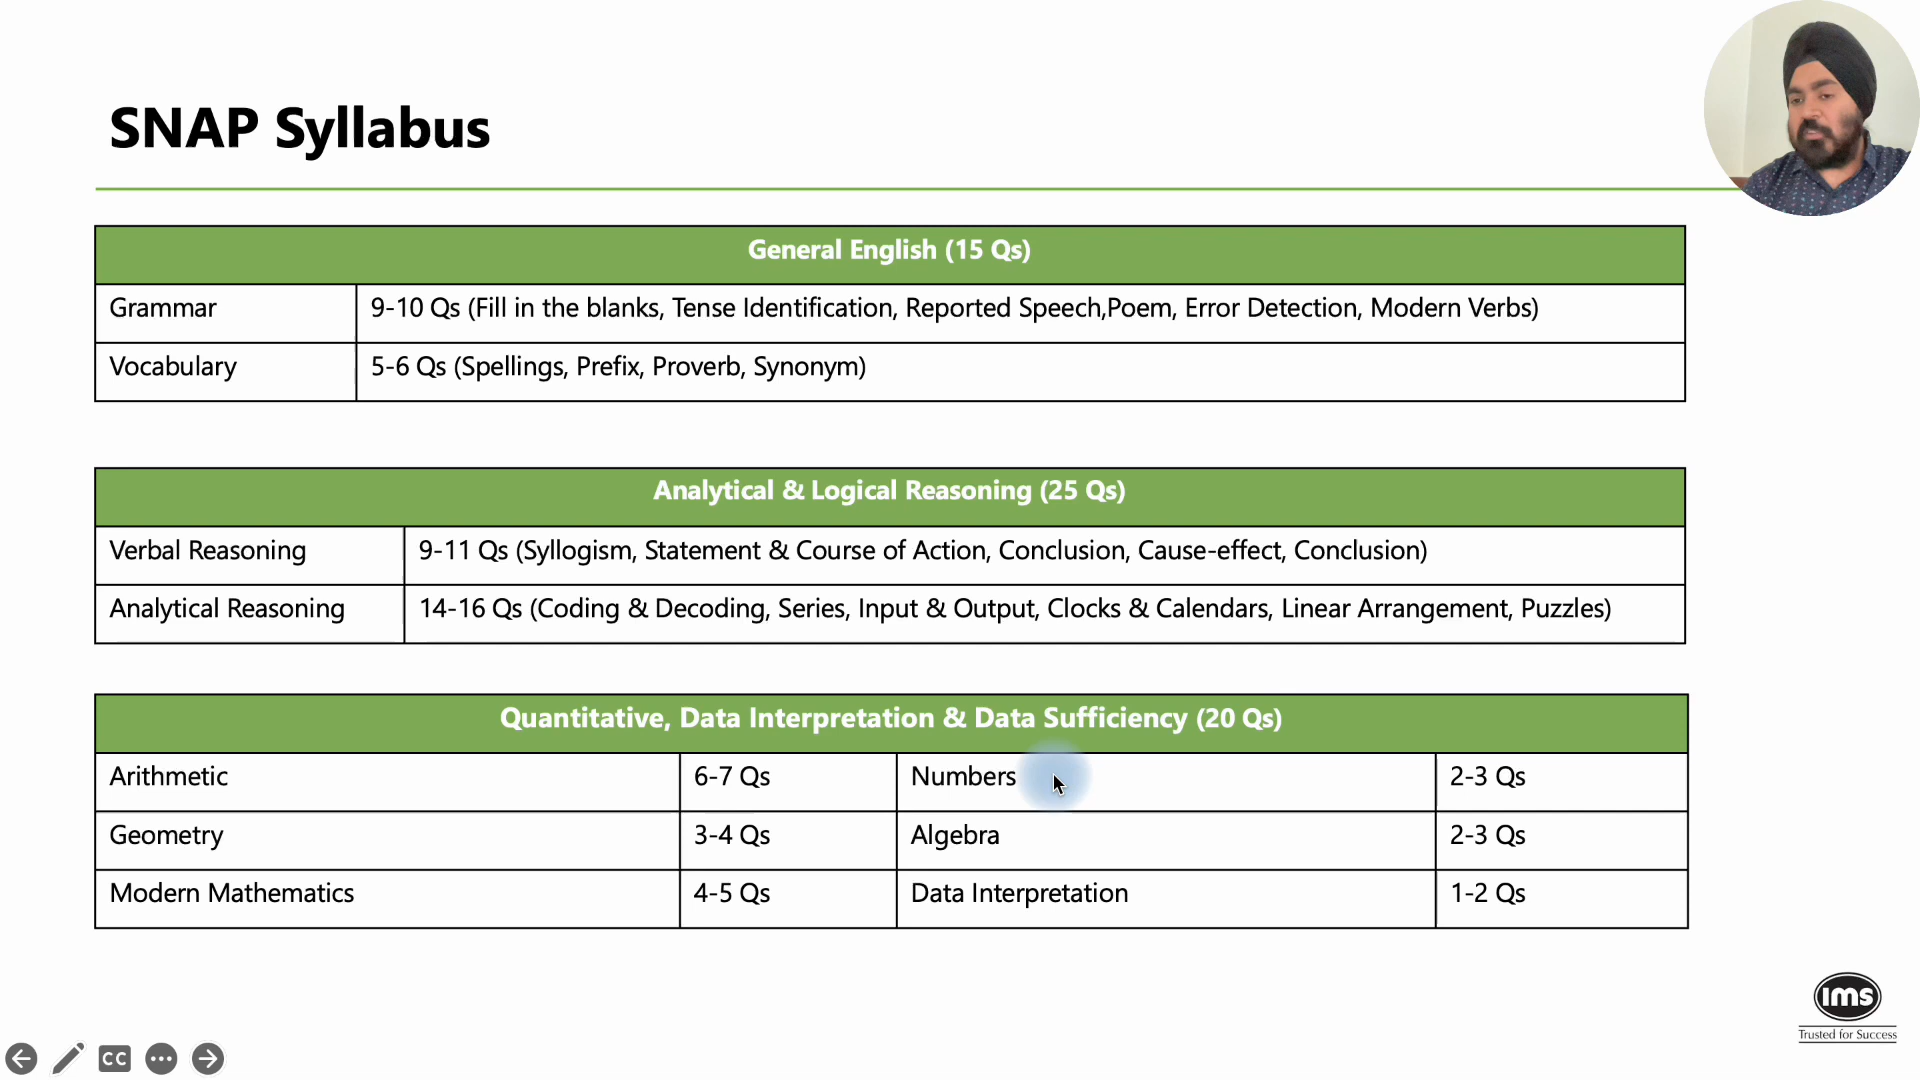 SNAP Syllabus
General English (15 Qs)
Grammar 9-10 Qs (Fill in the blanks, Tense Identification, Reported Speech,Poem, Error Detection, Modern Verbs)
Vocabulary 5-6 Qs (Spellings, Prefix, Proverb, Synonym)
Analytical & Logical Reasoning (25 Qs)
Verbal Reasoning 9-11 Qs (Syllogism, Statement & Course of Action, Conclusion, Cause-effect, Conclusion)
Analytical Reasoning 14-16 Qs (Coding & Decoding, Series, Input & Output, Clocks & Calendars, Linear Arrangement, Puzzles)
Quantitative, Data Interpretation & Data Sufficiency (20 Qs)
Arithmetic 6-7 Qs Numbers 2-3 Qs
Geometry 3-4 Qs Algebra 2-3 Qs
Modern Mathematics 4-5 Qs Data Interpretation 1-2 Qs
ims
Trusted for Success
CC